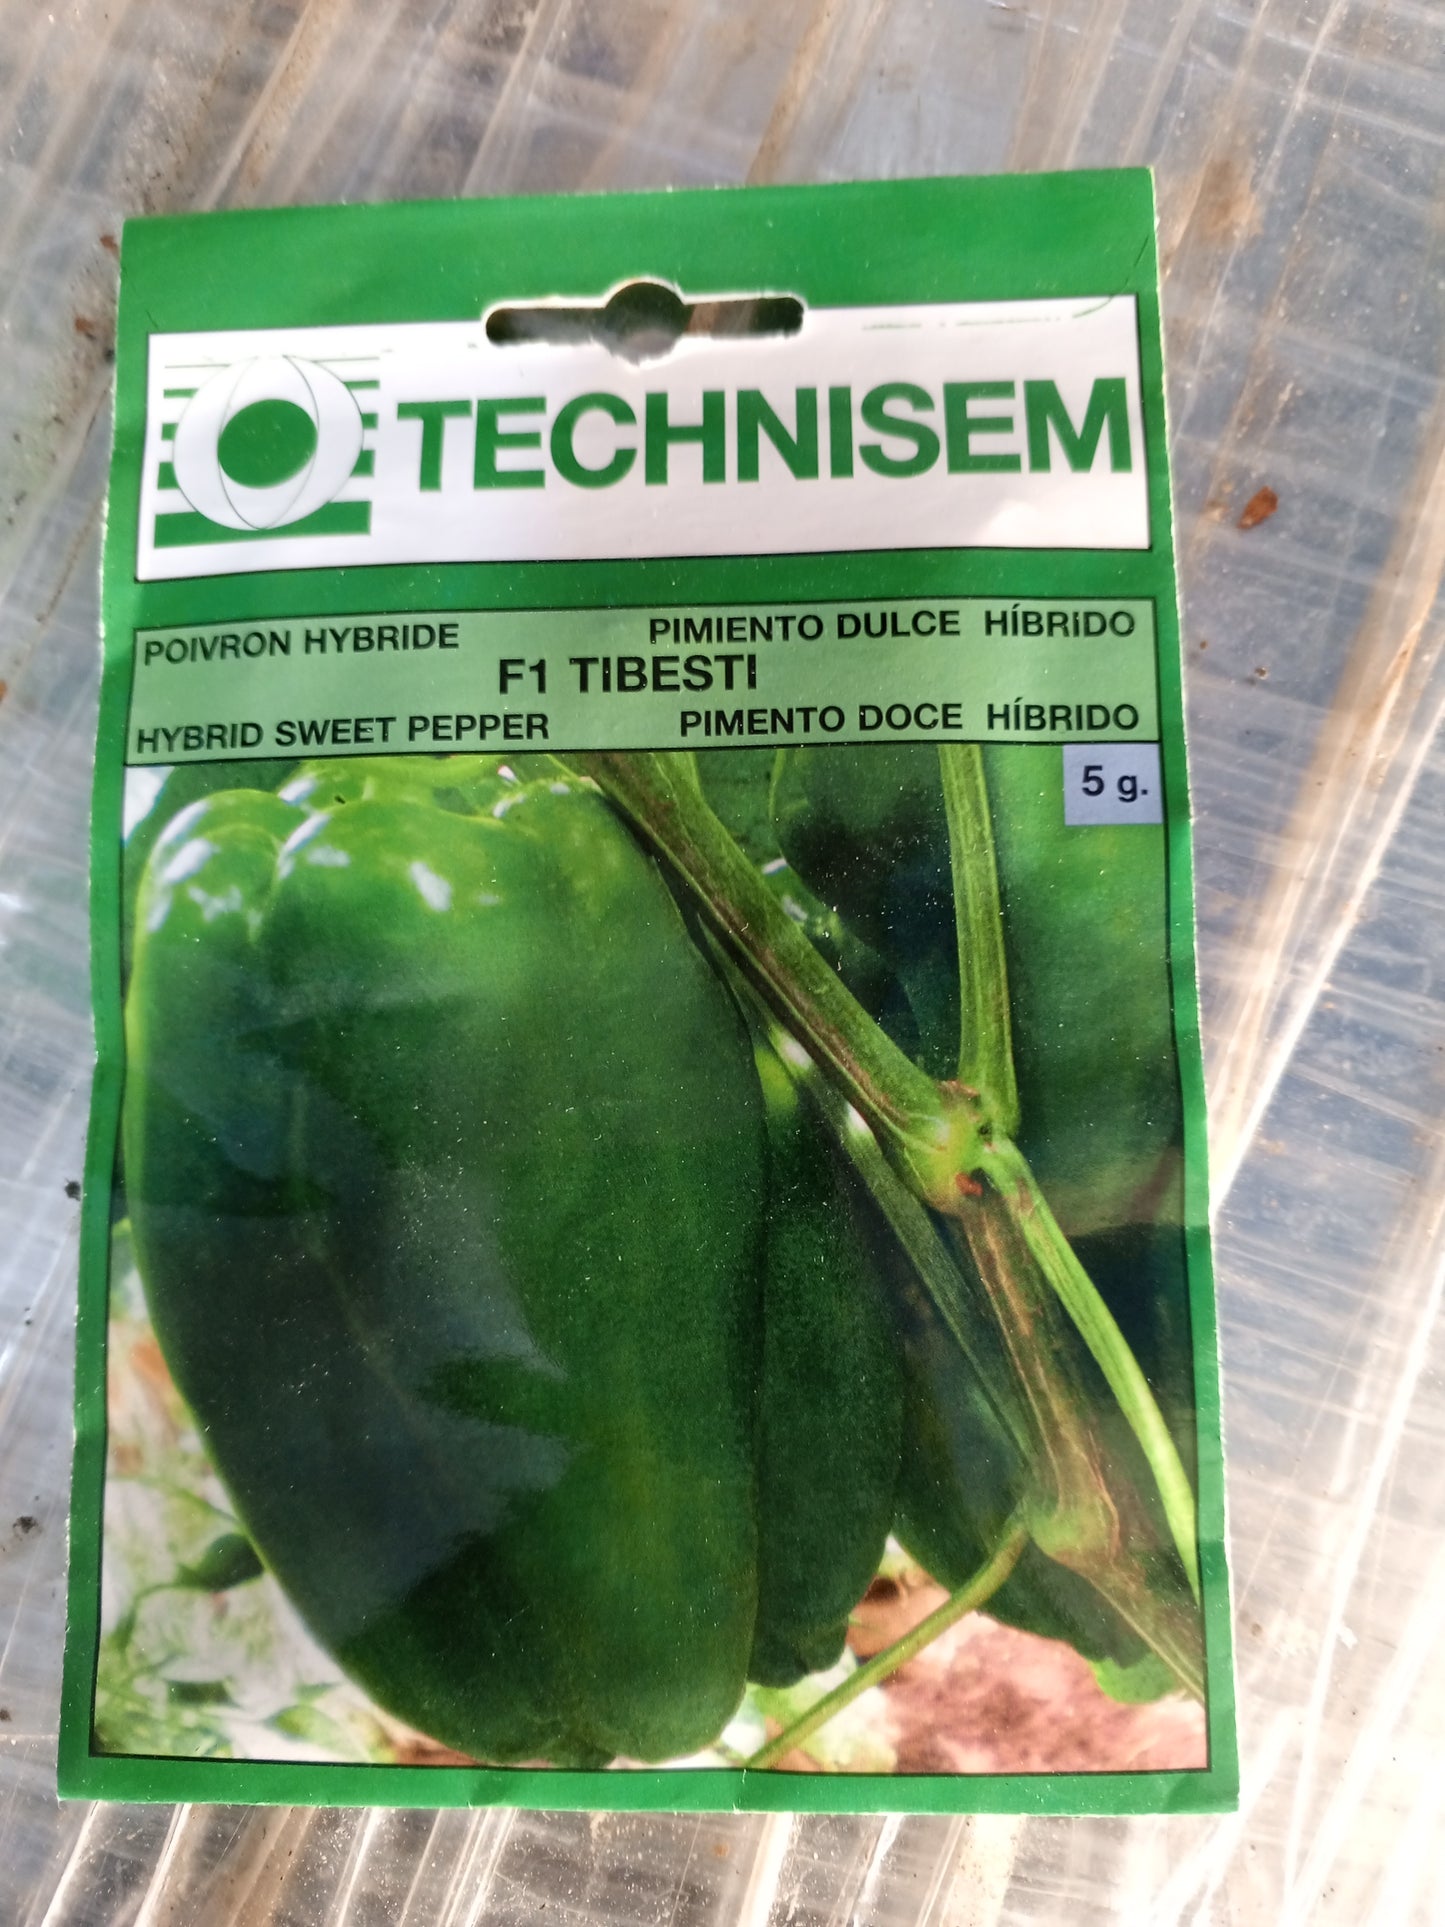 TECHNISEM
POIVRON HYBRIDE PIMIENTO DULCE HÍBRIDO
F1 TIBESTI
HYBRID SWEET PEPPER PIMENTO DOCE HÍBRIDO
5 g.